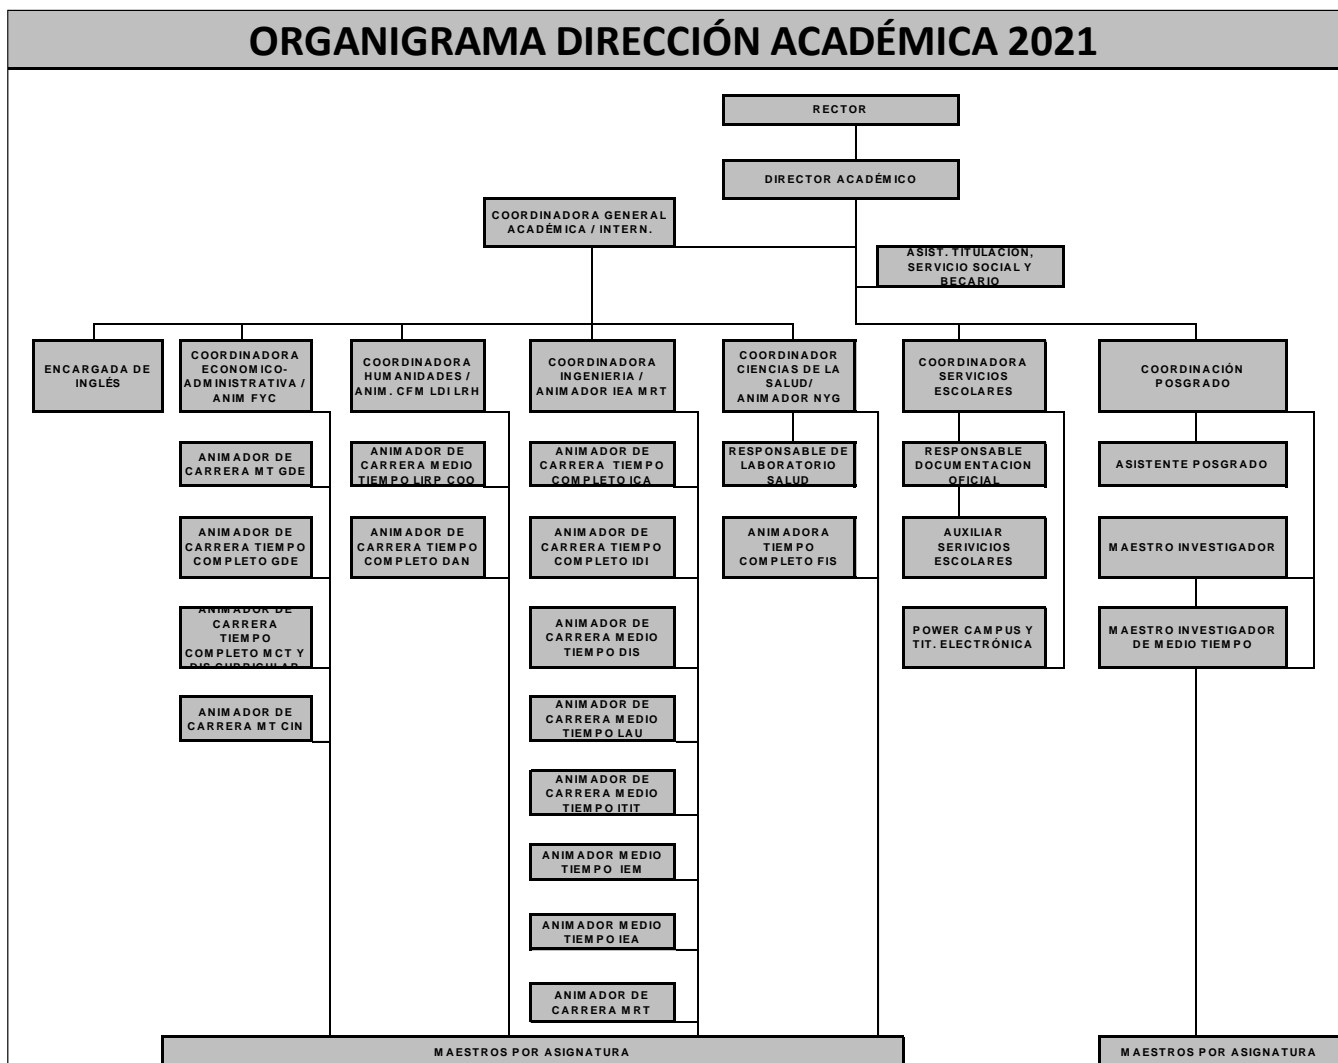 ORGANIGRAMA DIRECCIÓN ACADÉMICA 2021
RECTOR
DIRECTOR ACADÉMICO
COORDINADORA GENERAL
ACADÉMICA / INTERN.
ASIST. TITULACIÓN,
SERVICIO SOCIAL Y
BECARIO
ENCARGADA DE
INGLÉS
COORDINADORA
ECONOMICO-
ADMINISTRATIVA /
ANIM FYC
COORDINADORA
HUMANIDADES /
ANIM. CFM LDI LRH
COORDINADORA
INGENIERIA /
ANIMADOR IEA MRT
COORDINADOR
CIENCIAS DE LA
SALUD/
ANIMADOR NYG
COORDINADORA
SERVICIOS
ESCOLARES
COORDINACIÓN
POSGRADO
ANIMADOR DE
CARRERA MT GDE
ANIMADOR DE
CARRERA MEDIO
TIEMPO LIRP COO
ANIMADOR DE
CARRERA TIEMPO
COMPLETO ICA
RESPONSABLE DE
LABORATORIO
SALUD
RESPONSABLE
DOCUMENTACION
OFICIAL
ASISTENTE POSGRADO
ANIMADOR DE
CARRERA TIEMPO
COMPLETO GDE
ANIMADOR DE
CARRERA TIEMPO
COMPLETO DAN
ANIMADOR DE
CARRERA TIEMPO
COMPLETO IDI
ANIMADORA
TIEMPO
COMPLETO FIS
AUXILIAR
SERIVICIOS
ESCOLARES
MAESTRO INVESTIGADOR
ANIMADOR DE
CARRERA
TIEMPO
COMPLETO MCT Y
DIS CURRICULAR
ANIMADOR DE
CARRERA MEDIO
TIEMPO DIS
POWER CAMPUS Y
TIT. ELECTRÓNICA
MAESTRO INVESTIGADOR
DE MEDIO TIEMPO
ANIMADOR DE
CARRERA MT CIN
ANIMADOR DE
CARRERA MEDIO
TIEMPO LAU
ANIMADOR DE
CARRERA MEDIO
TIEMPO ITIT
ANIMADOR MEDIO
TIEMPO IEM
ANIMADOR MEDIO
TIEMPO IEA
ANIMADOR DE
CARRERA MRT
MAESTROS POR ASIGNATURA
MAESTROS POR ASIGNATURA